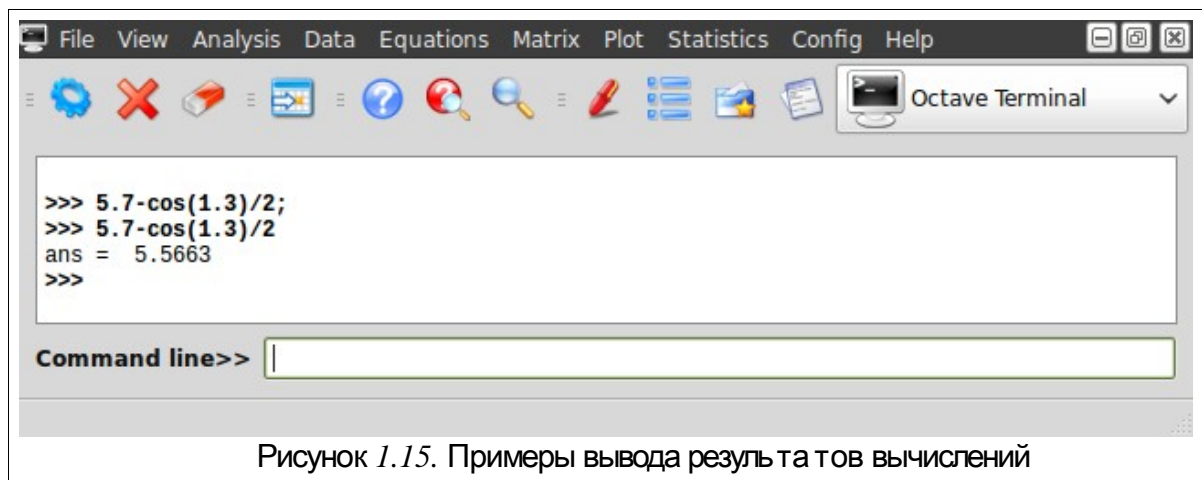 File View Analysis Data Equations Matrix Plot Statistics Config Help
Octave Terminal
>>> 5.7-cos(1.3)/2;
>>> 5.7-cos(1.3)/2
ans =  5.5663
>>>
Command line>>
Рисунок 1.15. Примеры вывода результатов вычислений